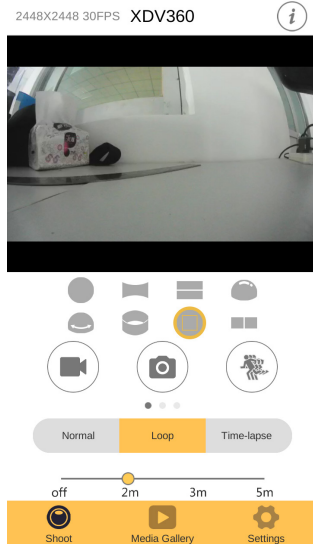 2448X2448 30FPS XDV360
i
Normal Loop Time-lapse
off 2m 3m 5m
Shoot Media Gallery Settings